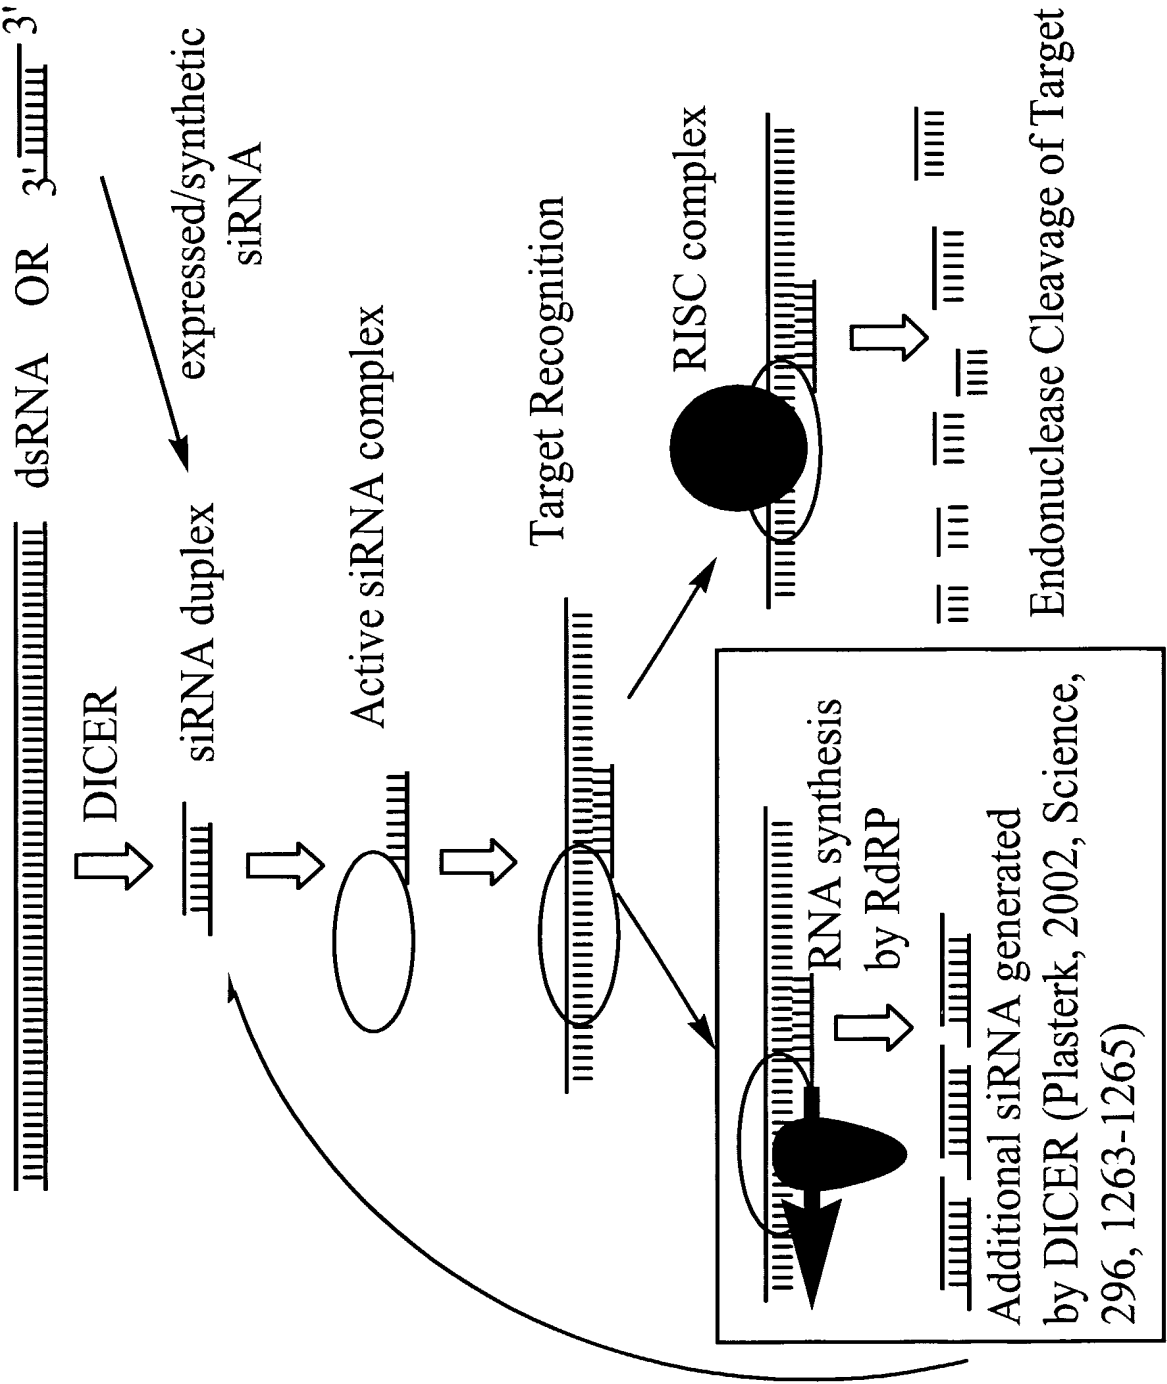 dsRNA OR 3' 3'
DICER
expressed/synthetic
siRNA
siRNA duplex
Active siRNA complex
Target Recognition
RISC complex
RNA synthesis
by RdRP
Additional siRNA generated
by DICER (Plasterk, 2002, Science,
296, 1263-1265)
Endonuclease Cleavage of Target